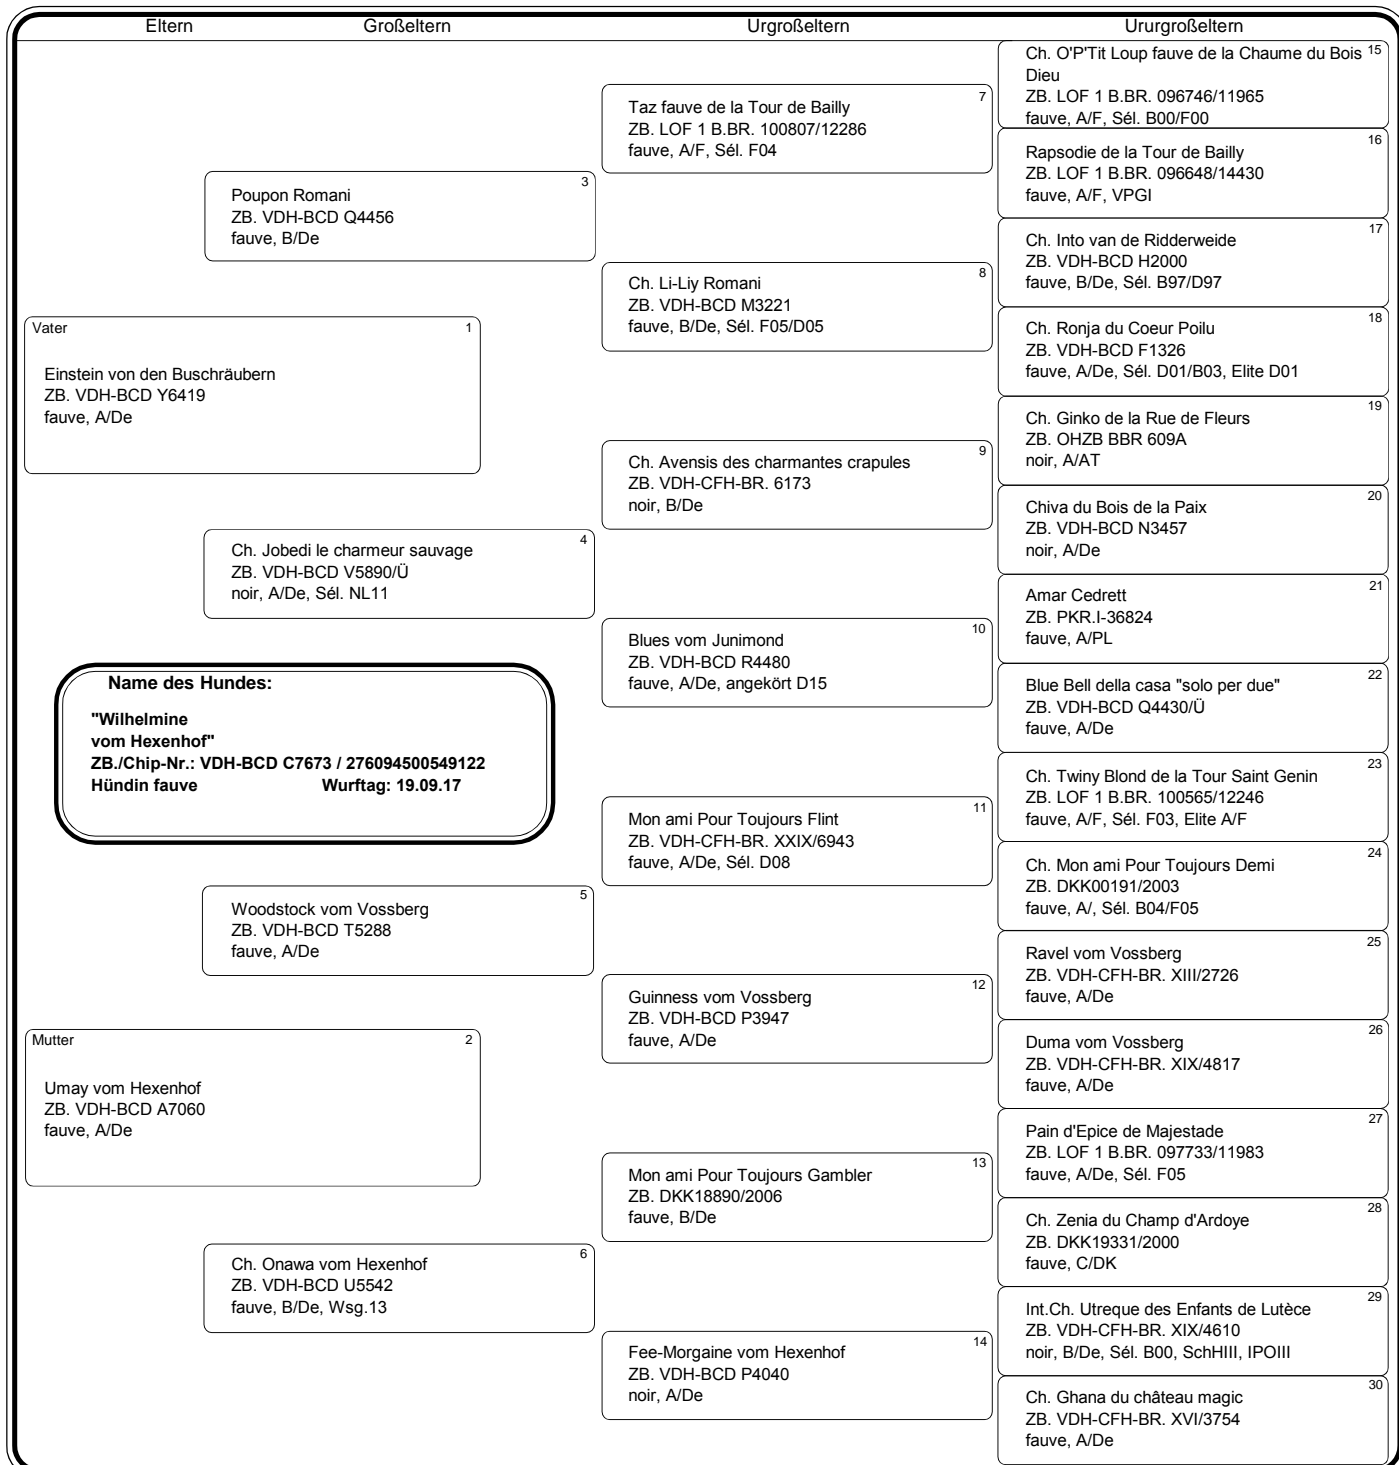 Eltern Großeltern Urgroßeltern Ururgroßeltern
Vater 1
Einstein von den Buschräubern
ZB. VDH-BCD Y6419
fauve, A/De
Mutter 2
Umay vom Hexenhof
ZB. VDH-BCD A7060
fauve, A/De
Name des Hundes:
"Wilhelmine
vom Hexenhof"
ZB./Chip-Nr.: VDH-BCD C7673 / 276094500549122
Hündin fauve Wurftag: 19.09.17
3
Poupon Romani
ZB. VDH-BCD Q4456
fauve, B/De
4
Ch. Jobedi le charmeur sauvage
ZB. VDH-BCD V5890/Ü
noir, A/De, Sél. NL11
5
Woodstock vom Vossberg
ZB. VDH-BCD T5288
fauve, A/De
6
Ch. Onawa vom Hexenhof
ZB. VDH-BCD U5542
fauve, B/De, Wsg.13
7
Taz fauve de la Tour de Bailly
ZB. LOF 1 B.BR. 100807/12286
fauve, A/F, Sél. F04
8
Ch. Li-Liy Romani
ZB. VDH-BCD M3221
fauve, B/De, Sél. F05/D05
9
Ch. Avensis des charmantes crapules
ZB. VDH-CFH-BR. 6173
noir, B/De
10
Blues vom Junimond
ZB. VDH-BCD R4480
fauve, A/De, angekört D15
11
Mon ami Pour Toujours Flint
ZB. VDH-CFH-BR. XXIX/6943
fauve, A/De, Sél. D08
12
Guinness vom Vossberg
ZB. VDH-BCD P3947
fauve, A/De
13
Mon ami Pour Toujours Gambler
ZB. DKK18890/2006
fauve, B/De
14
Fee-Morgaine vom Hexenhof
ZB. VDH-BCD P4040
noir, A/De
Ch. O'P'Tit Loup fauve de la Chaume du Bois 15
Dieu
ZB. LOF 1 B.BR. 096746/11965
fauve, A/F, Sél. B00/F00
16
Rapsodie de la Tour de Bailly
ZB. LOF 1 B.BR. 096648/14430
fauve, A/F, VPGI
17
Ch. Into van de Ridderweide
ZB. VDH-BCD H2000
fauve, B/De, Sél. B97/D97
18
Ch. Ronja du Coeur Poilu
ZB. VDH-BCD F1326
fauve, A/De, Sél. D01/B03, Elite D01
19
Ch. Ginko de la Rue de Fleurs
ZB. OHZB BBR 609A
noir, A/AT
20
Chiva du Bois de la Paix
ZB. VDH-BCD N3457
noir, A/De
21
Amar Cedrett
ZB. PKR.I-36824
fauve, A/PL
22
Blue Bell della casa "solo per due"
ZB. VDH-BCD Q4430/Ü
fauve, A/De
23
Ch. Twiny Blond de la Tour Saint Genin
ZB. LOF 1 B.BR. 100565/12246
fauve, A/F, Sél. F03, Elite A/F
24
Ch. Mon ami Pour Toujours Demi
ZB. DKK00191/2003
fauve, A/, Sél. B04/F05
25
Ravel vom Vossberg
ZB. VDH-CFH-BR. XIII/2726
fauve, A/De
26
Duma vom Vossberg
ZB. VDH-CFH-BR. XIX/4817
fauve, A/De
27
Pain d'Epice de Majestade
ZB. LOF 1 B.BR. 097733/11983
fauve, A/De, Sél. F05
28
Ch. Zenia du Champ d'Ardoye
ZB. DKK19331/2000
fauve, C/DK
29
Int.Ch. Utreque des Enfants de Lutèce
ZB. VDH-CFH-BR. XIX/4610
noir, B/De, Sél. B00, SchHIII, IPOIII
30
Ch. Ghana du château magic
ZB. VDH-CFH-BR. XVI/3754
fauve, A/De